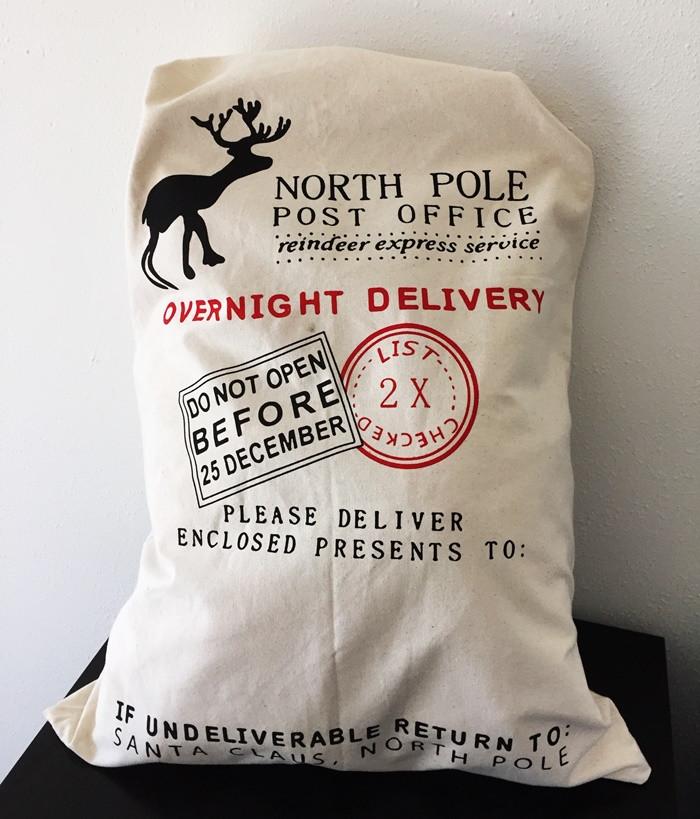 NORTH POLE
POST OFFICE
reindeer express service
OVERNIGHT DELIVERY
DO NOT OPEN
BEFORE
25 DECEMBER
LIST
2 X
CHECKED
PLEASE DELIVER
ENCLOSED PRESENTS TO:
IF UNDELIVERABLE RETURN TO:
SANTA CLAUS, NORTH POLE